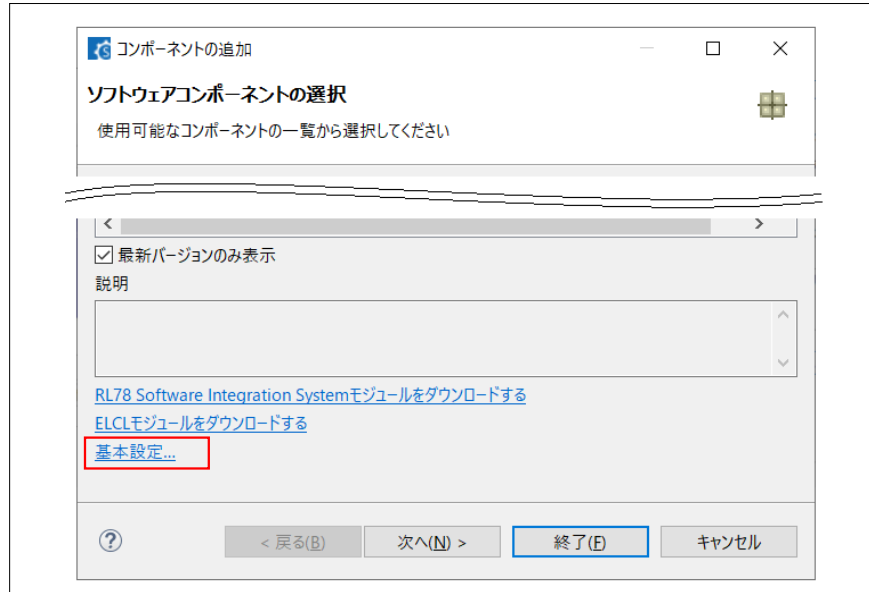 コンポーネントの追加
ソフトウェアコンポーネントの選択
使用可能なコンポーネントの一覧から選択してください
最新バージョンのみ表示
説明
RL78 Software Integration Systemモジュールをダウンロードする
ELCLモジュールをダウンロードする
基本設定...
< 戻る(B) 次へ(N) > 終了(F) キャンセル